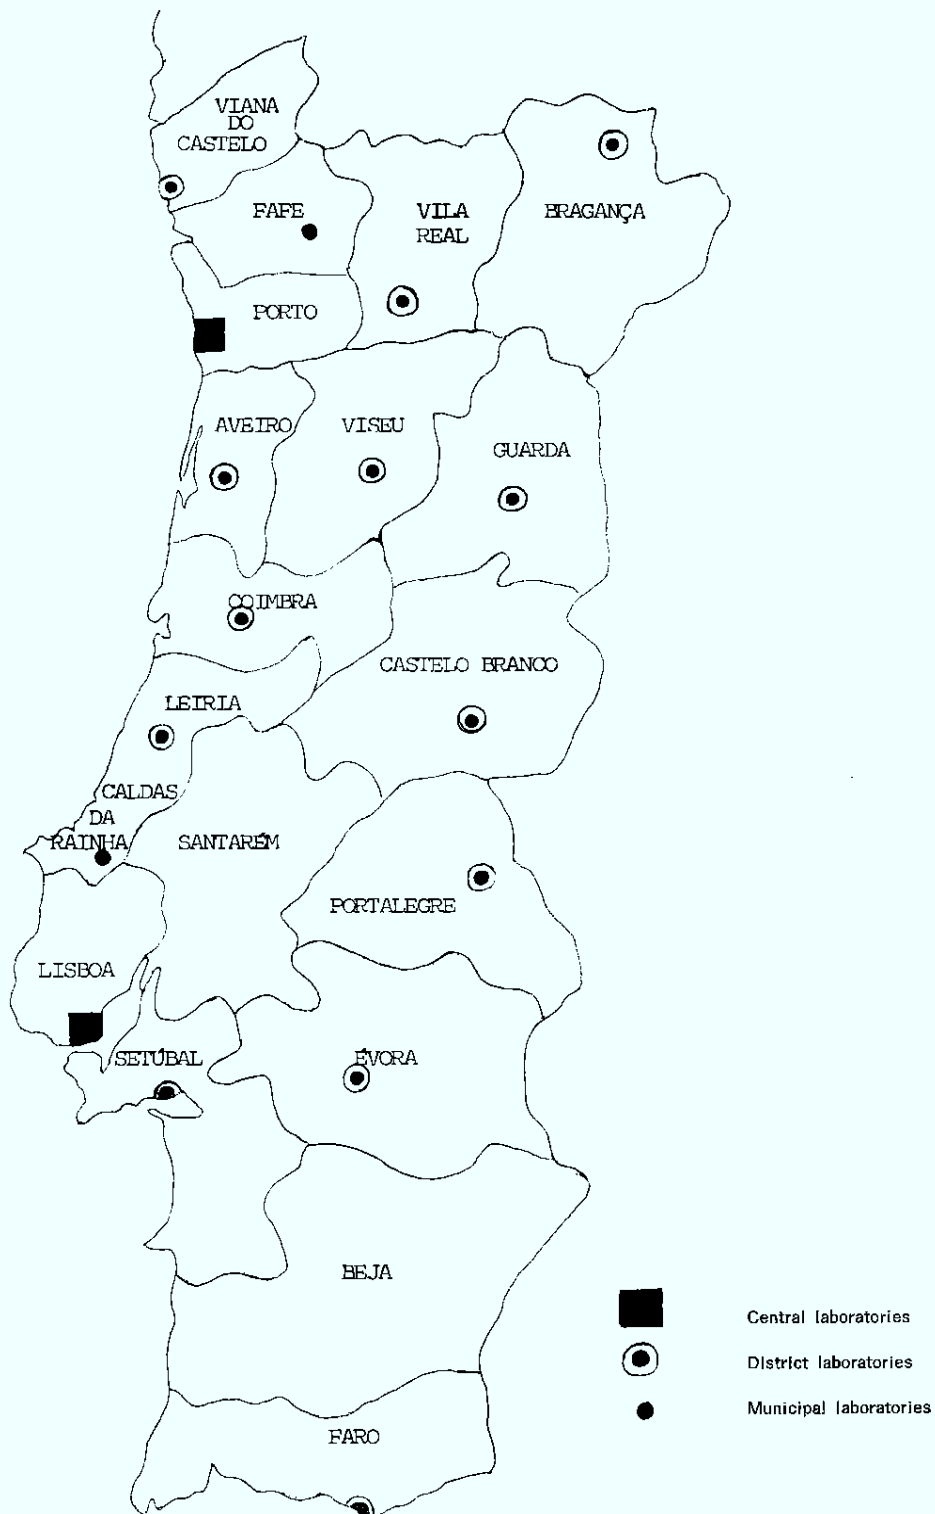 VIANA
DO
CASTELO
FAFE
VILA
REAL
BRAGANÇA
PORTO
AVEIRO
VISEU
GUARDA
COIMBRA
CASTELO BRANCO
LEIRIA
CALDAS
DA
RAINHA
SANTARÉM
PORTALEGRE
LISBOA
SETÚBAL
ÉVORA
BEJA
Central laboratories
District laboratories
Municipal laboratories
FARO